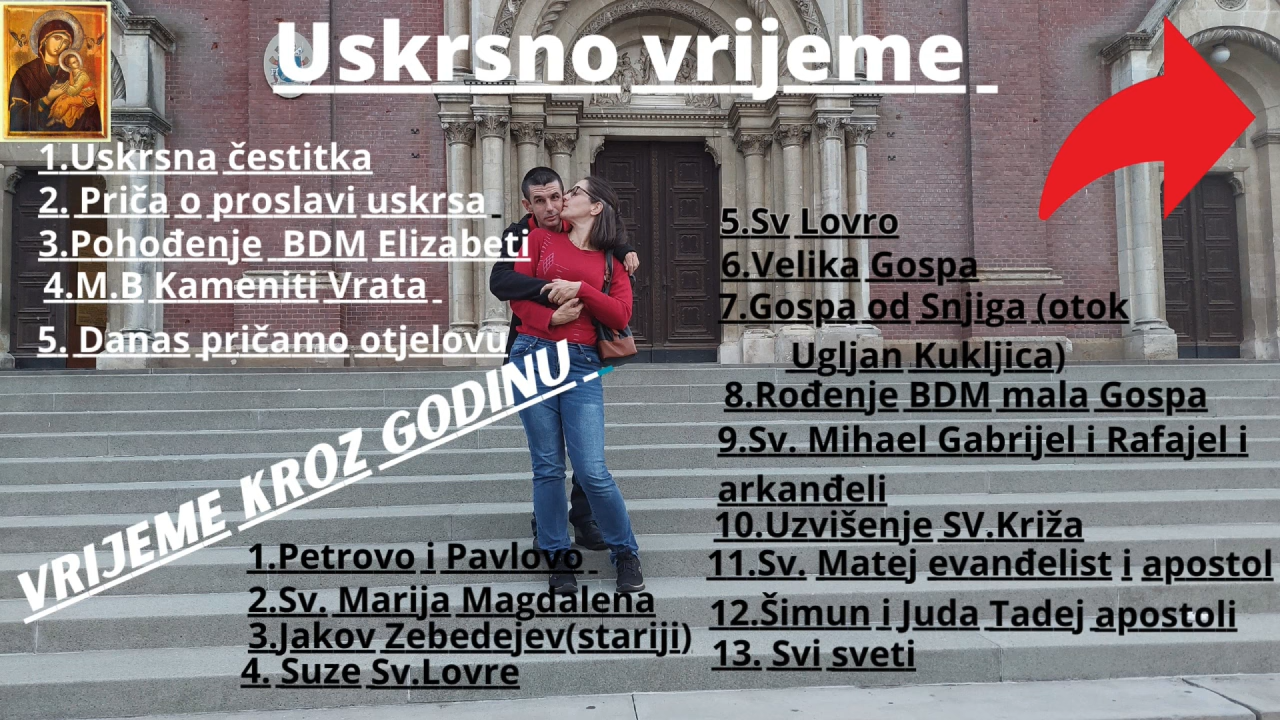 Uskrsno vrijeme
1.Uskrsna čestitka
2. Priča o proslavi uskrsa
3.Pohođenje BDM Elizabeti
4.M.B Kameniti Vrata
5. Danas pričamo otjelovu
VRIJEME KROZ GODINU
1.Petrovo i Pavlovo
2.Sv. Marija Magdalena
3.Jakov Zebedejev(stariji)
4. Suze Sv.Lovre
5.Sv Lovro
6.Velika Gospa
7.Gospa od Snjiga (otok
Ugljan Kukljica)
8.Rođenje BDM mala Gospa
9.Sv. Mihael Gabrijel i Rafajel i
arkanđeli
10.Uzvišenje SV.Križa
11.Sv. Matej evanđelist i apostol
12.Šimun i Juda Tadej apostoli
13. Svi sveti